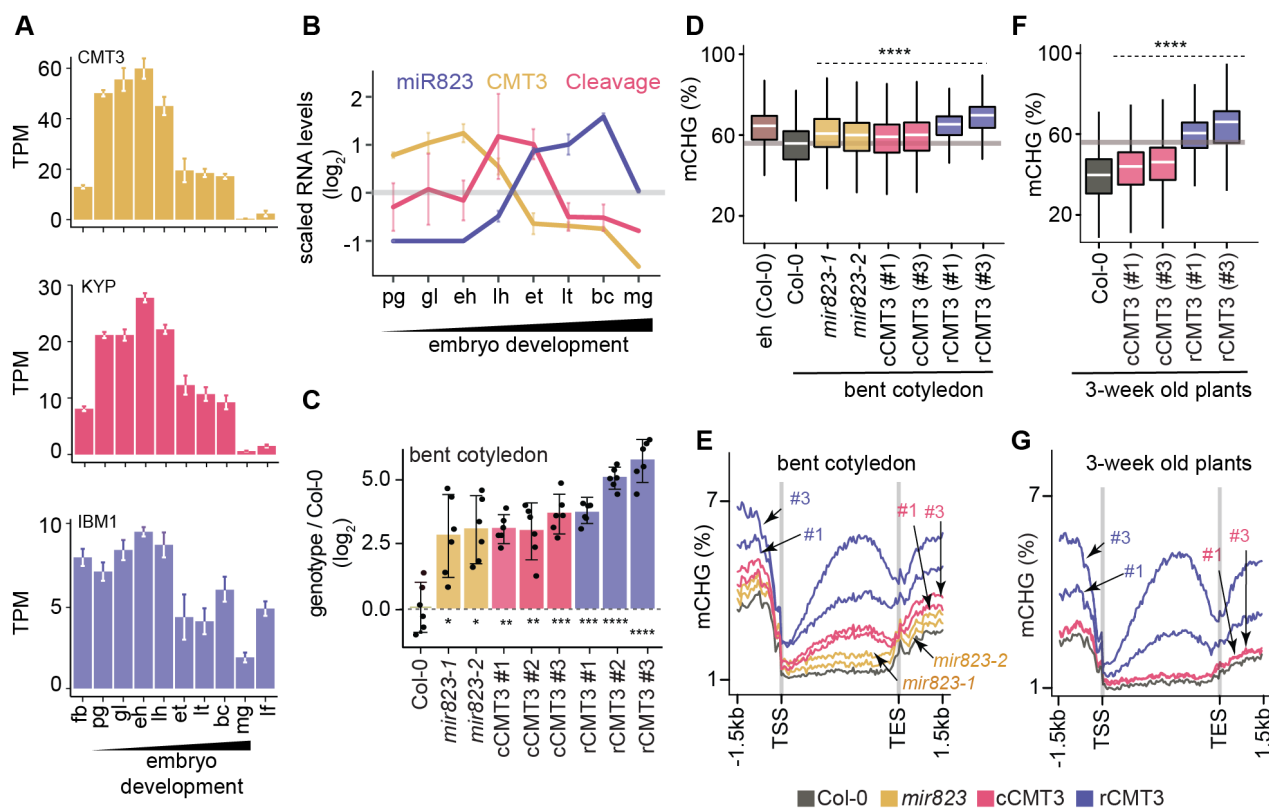 A
CMT3
TPM
60
40
20
0
KYP
TPM
30
20
10
0
IBM1
TPM
10
5
0
fb
pg
gl
eh
lh
et
lt
bc
mg
lf
embryo
development
B
miR823 CMT3 Cleavage
scaled RNA levels
(log2)
2
1
0
-1
pg gl eh lh et lt bc mg
embryo development
C
bent cotyledon
genotype / Col-0
(log2)
5.0
2.5
0.0
* * ** ** *** *** **** ****
Col-0
mir823-1
mir823-2
cCMT3 #1
cCMT3 #2
cCMT3 #3
rCMT3 #1
rCMT3 #2
rCMT3 #3
D
****
mCHG (%)
100
60
20
eh (Col-0)
Col-0
mir823-1
mir823-2
cCMT3 (#1)
cCMT3 (#3)
rCMT3 (#1)
rCMT3 (#3)
bent cotyledon
F
****
mCHG (%)
100
60
20
Col-0
cCMT3 (#1)
cCMT3 (#3)
rCMT3 (#1)
rCMT3 (#3)
3-week old plants
E
bent cotyledon
mCHG (%)
7
1
#3
#1
#1
#3
mir823-2
mir823-1
-1.5kb
TSS
TES
1.5kb
G
3-week old plants
mCHG (%)
7
1
#3
#1
#1
#3
-1.5kb
TSS
TES
1.5kb
Col-0 mir823 cCMT3 rCMT3